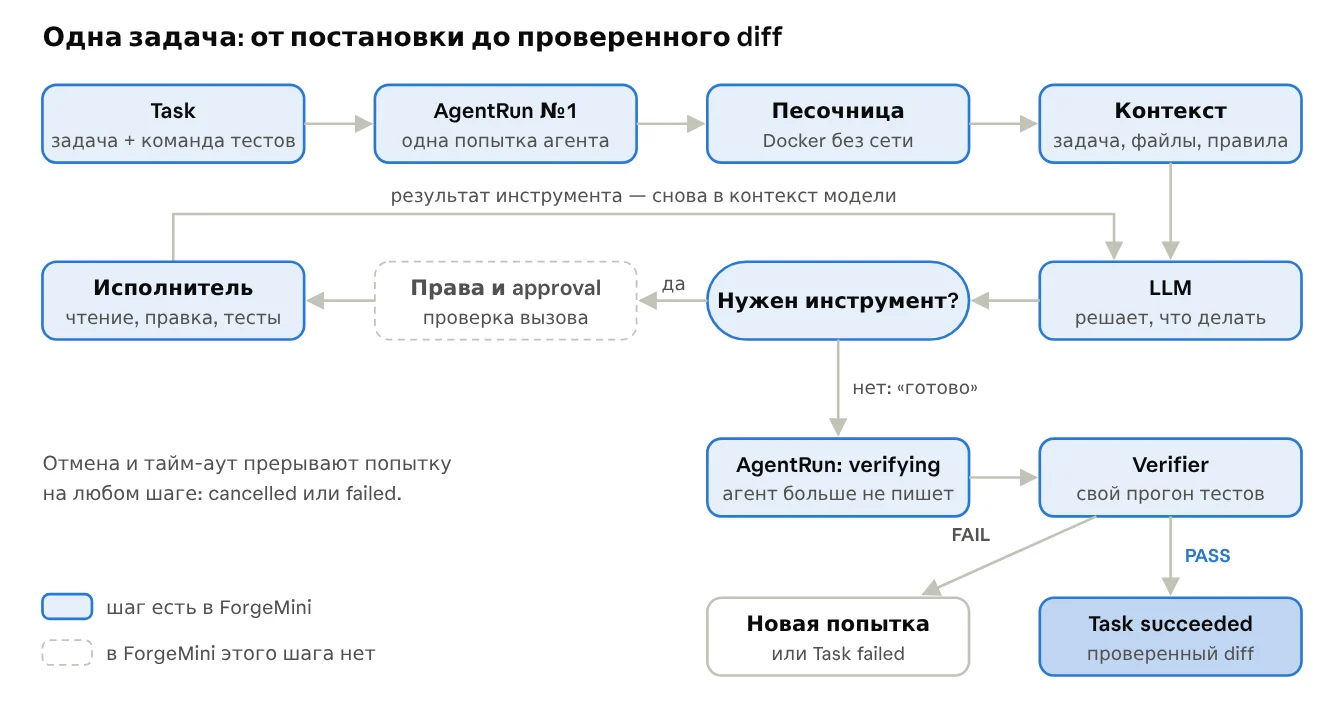 Одна задача: от постановки до проверенного diff
Task
задача + команда тестов
AgentRun №1
одна попытка агента
Песочница
Docker без сети
Контекст
задача, файлы, правила
результат инструмента — снова в контекст модели
Исполнитель
чтение, правка, тесты
Права и approval
проверка вызова
да
Нужен инструмент?
LLM
решает, что делать
нет: «готово»
Отмена и тайм-аут прерывают попытку
на любом шаге: cancelled или failed.
AgentRun: verifying
агент больше не пишет
Verifier
свой прогон тестов
FAIL
PASS
шаг есть в ForgeMini
в ForgeMini этого шага нет
Новая попытка
или Task failed
Task succeeded
проверенный diff